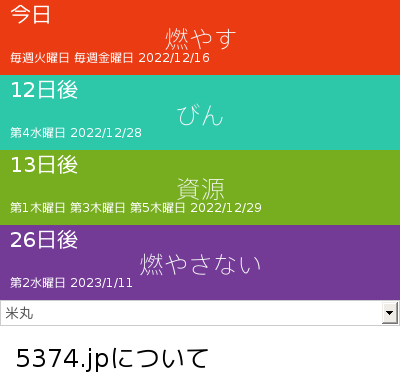 今日
燃やす
毎週火曜日 毎週金曜日 2022/12/16
12日後
びん
第4水曜日 2022/12/28
13日後
資源
第1木曜日 第3木曜日 第5木曜日 2022/12/29
26日後
燃やさない
第2水曜日 2023/1/11
米丸
5374.jpについて